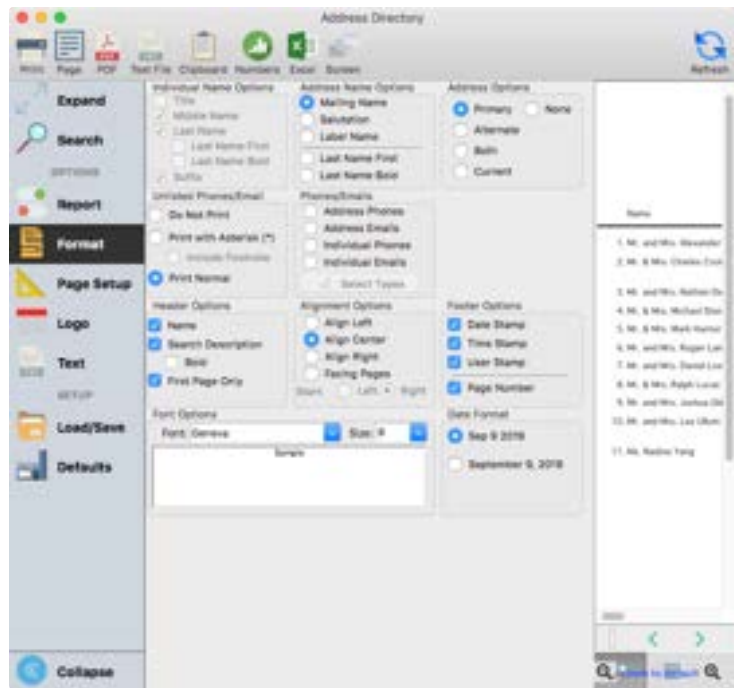 Address Directory
Print Page PDF Text File Clipboard Numbers Excel Screen Refresh
Expand
Search
OPTIONS
Report
Format
Page Setup
Logo
Text
SETUP
Load/Save
Defaults
Collapse
Individual Name Options
Title
Middle Name
Last Name
Last Name First
Last Name Bold
Suffix
Address Name Options
Mailing Name
Salutation
Label Name
Last Name First
Last Name Bold
Address Options
Primary None
Alternate
Both
Current
Unlisted Phones/Email
Do Not Print
Print with Asterisk (*)
Include Footnote
Print Normal
Phones/Emails
Address Phones
Address Emails
Individual Phones
Individual Emails
Select Types
Header Options
Name
Search Description
Bold
First Page Only
Alignment Options
Align Left
Align Center
Align Right
Facing Pages
Left Right
Footer Options
Date Stamp
Time Stamp
User Stamp
Page Number
Font Options
Font: Geneva Size: 9
Sample
Date Format
Sep 9 2019
September 9, 2019
Name
1. Mr. and Mrs. Alexander
2. Mr. & Mrs. Charles
3. Mr. and Mrs. Nathan
4. Mr. & Mrs. Michael
5. Mr. & Mrs. Mark
6. Mr. and Mrs. Roger
7. Mr. and Mrs. David
8. Mr. & Mrs. Ralph Lucas
9. Mr. and Mrs. Joshua
10. Mr. and Mrs. Leo
11. Ms. Nadine Yang